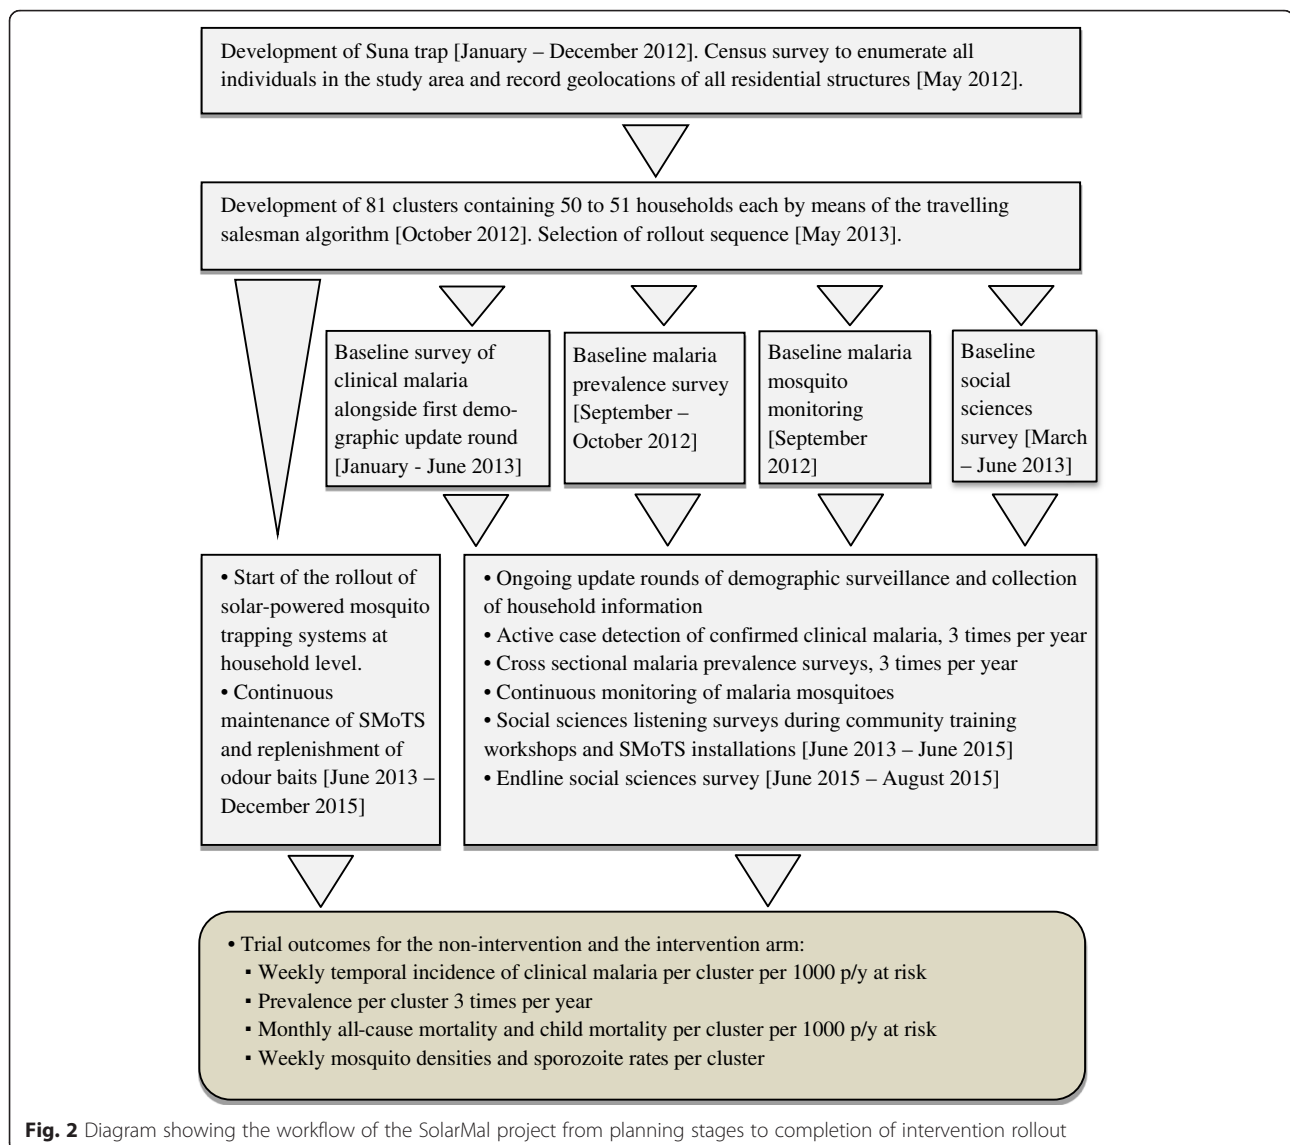 Development of Suna trap [January – December 2012]. Census survey to enumerate all
individuals in the study area and record geolocations of all residential structures [May 2012].
Development of 81 clusters containing 50 to 51 households each by means of the travelling
salesman algorithm [October 2012]. Selection of rollout sequence [May 2013].
Baseline survey of
clinical malaria
alongside first demo-
graphic update round
[January - June 2013]
Baseline malaria
prevalence survey
[September –
October 2012]
Baseline malaria
mosquito
monitoring
[September
2012]
Baseline
social
sciences
survey [March
– June 2013]
• Start of the rollout of
solar-powered mosquito
trapping systems at
household level.
• Continuous
maintenance of SMoTS
and replenishment of
odour baits [June 2013 –
December 2015]
• Ongoing update rounds of demographic surveillance and collection
of household information
• Active case detection of confirmed clinical malaria, 3 times per year
• Cross sectional malaria prevalence surveys, 3 times per year
• Continuous monitoring of malaria mosquitoes
• Social sciences listening surveys during community training
workshops and SMoTS installations [June 2013 – June 2015]
• Endline social sciences survey [June 2015 – August 2015]
• Trial outcomes for the non-intervention and the intervention arm:
▪ Weekly temporal incidence of clinical malaria per cluster per 1000 p/y at risk
▪ Prevalence per cluster 3 times per year
▪ Monthly all-cause mortality and child mortality per cluster per 1000 p/y at risk
▪ Weekly mosquito densities and sporozoite rates per cluster
Fig. 2 Diagram showing the workflow of the SolarMal project from planning stages to completion of intervention rollout